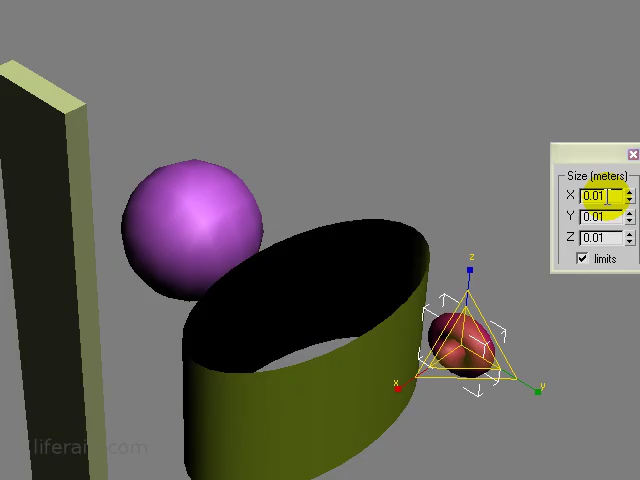 Size (meters)
X 0.01
Y 0.01
Z 0.01
limits
z
x
y